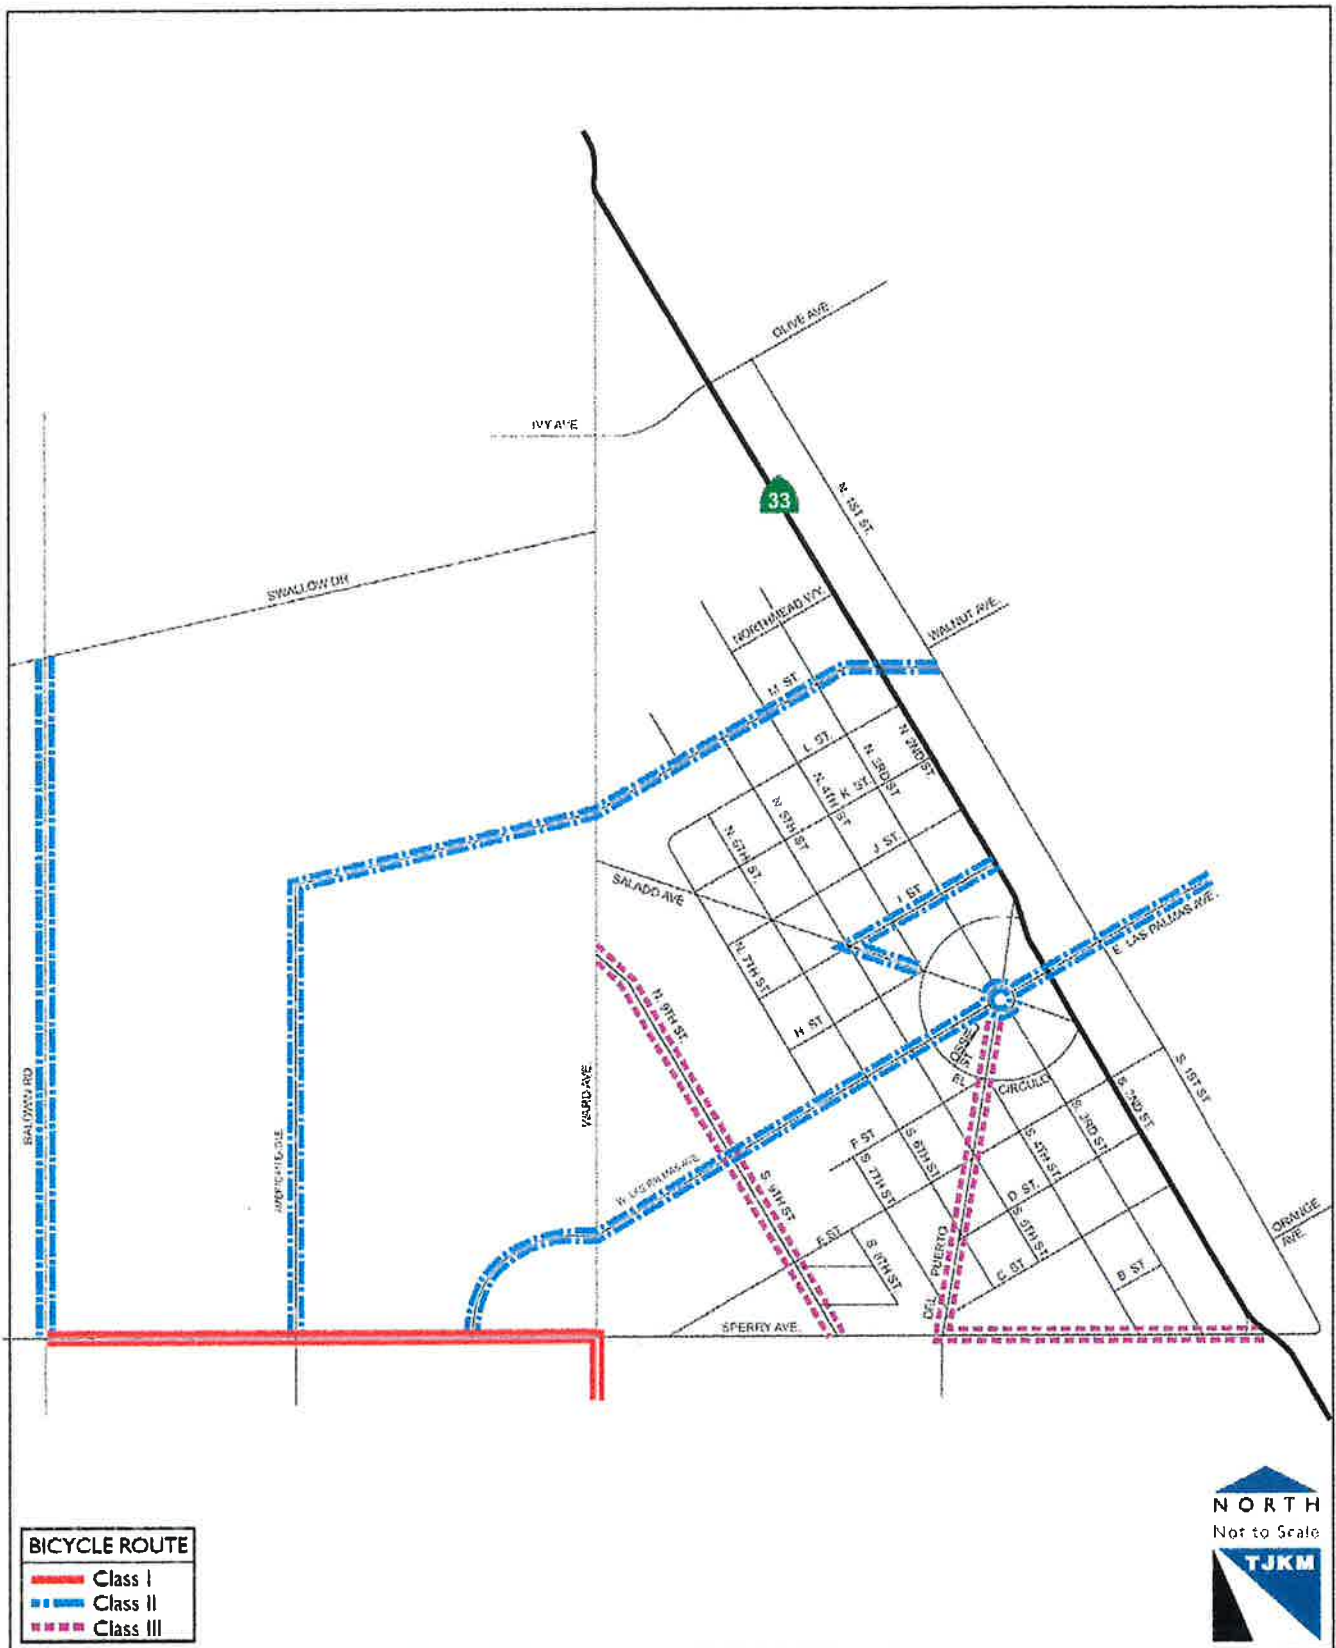 OLIVE AVE.
IVY AVE
33
N. 1ST ST.
SWALLOW DR
NORTHMEAD WY.
WALNUT AVE.
M ST.
L ST.
N. 2ND ST.
N. 3RD ST
K ST.
N. 4TH ST
N 5TH ST
J ST.
N. 6TH ST.
SALADO AVE
I ST.
E. LAS PALMAS AVE.
N. 7TH ST.
H ST
N. 9TH ST.
EL CIRCULO
BALDWIN RD
WARD AVE.
S. 1ST ST.
S. 2ND ST.
S. 3RD ST.
S. 4TH ST.
F ST
S. 6TH ST.
S. 7TH ST.
W. LAS PALMAS AVE.
S. 9TH ST
D ST.
S. 5TH ST.
ORANGE
AVE.
S. 8TH ST.
DEL PUERTO
C ST
B ST
SPERRY AVE.
NORTH
Not to Scale
TJKM
BICYCLE ROUTE
Class I
Class II
Class III